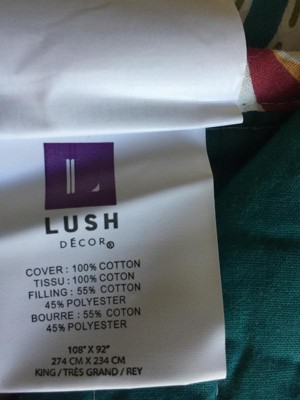 L
LUSH
DÉCOR®
COVER : 100% COTTON
TISSU : 100% COTON
FILLING : 55% COTTON
45% POLYESTER
BOURRE : 55% COTON
45% POLYESTER
108" X 92"
274 CM X 234 CM
KING / TRÈS GRAND / REY